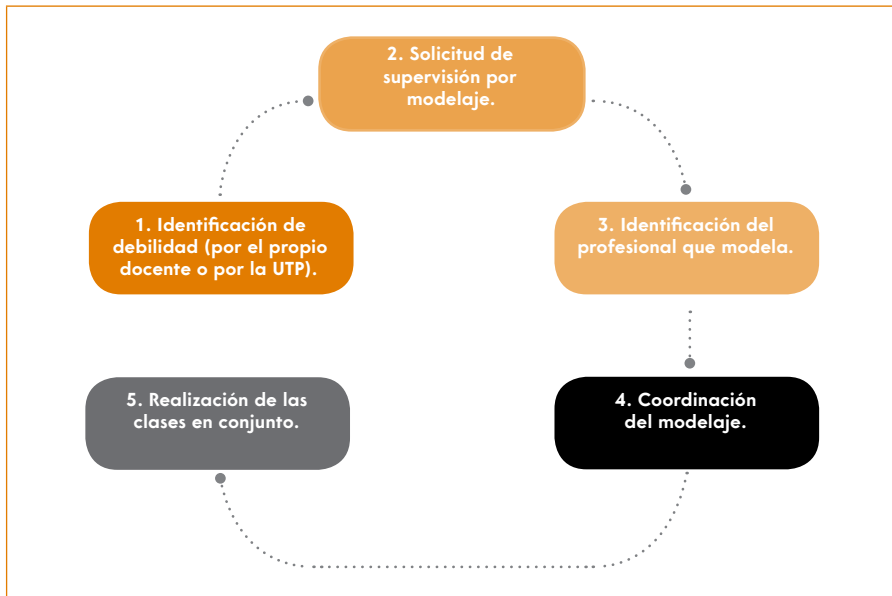 1. Identificación de
debilidad (por el propio
docente o por la UTP).
2. Solicitud de
supervisión por
modelaje.
3. Identificación del
profesional que modela.
4. Coordinación
del modelaje.
5. Realización de las
clases en conjunto.